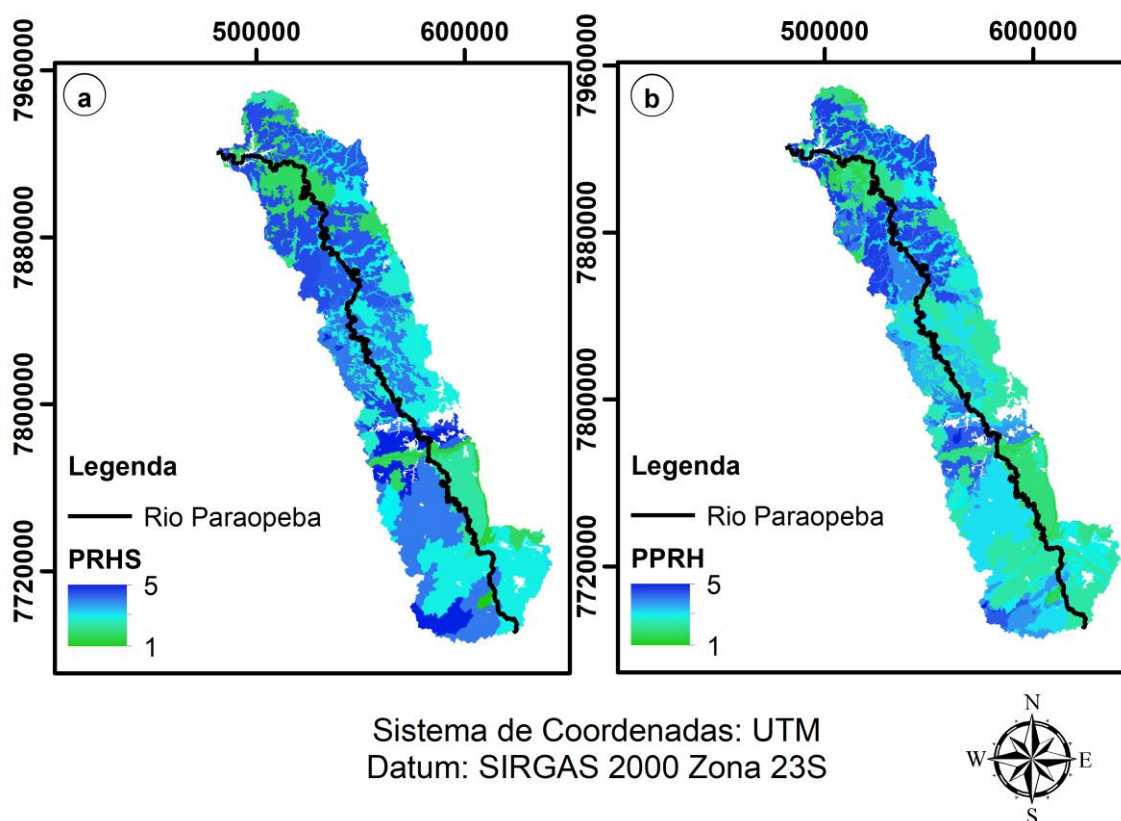 500000 600000
500000 600000
7960000
7880000
7800000
7720000
a
Legenda
Rio Paraopeba
PRHS
5
1
7960000
7880000
7800000
7720000
b
Legenda
Rio Paraopeba
PPRH
5
1
Sistema de Coordenadas: UTM
Datum: SIRGAS 2000 Zona 23S
N
W E
S